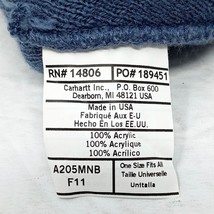 RN# 14806 PO# 189451
Carhartt Inc., P.O. Box 600
Dearborn, MI 48121 USA
Made in USA
Fabriqué Aux E-U
Hecho En Los EE.UU.
100% Acrylic
100% Acrylique
100% Acrílico
A205MNB
F11
One Size Fits All
Taille Universelle
Unitalla